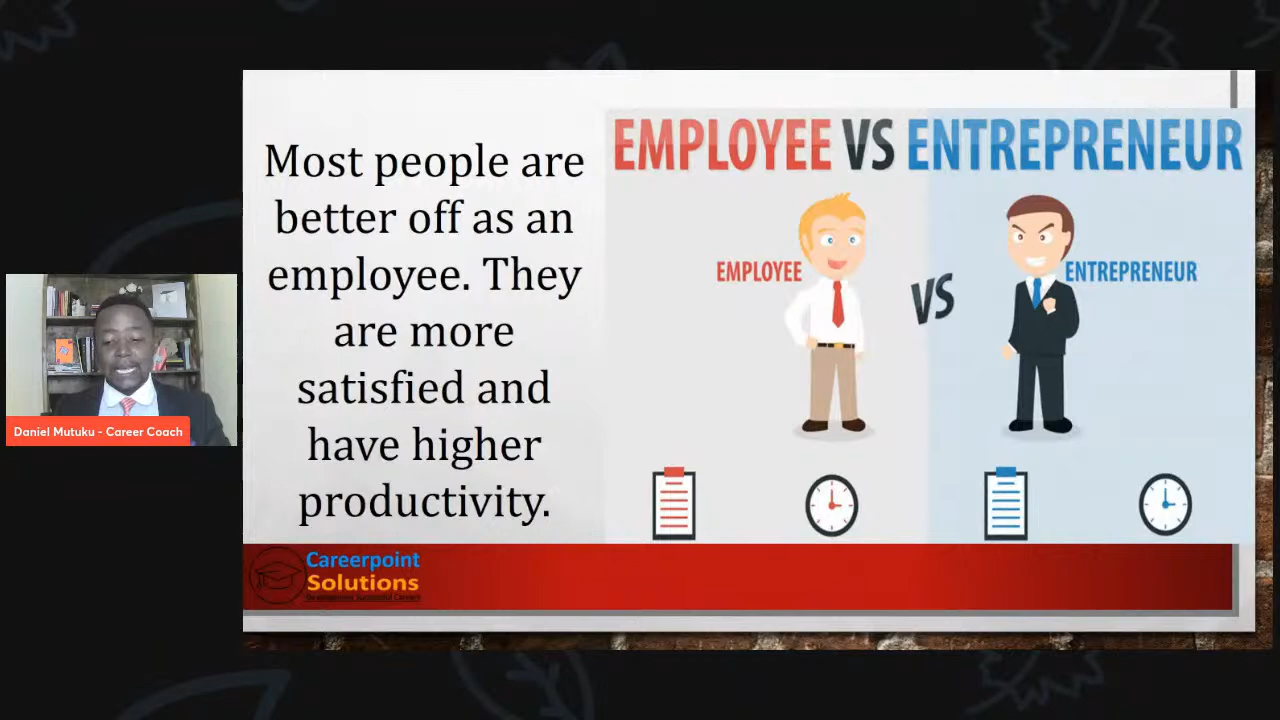 Most people are
better off as an
employee. They
are more
satisfied and
have higher
productivity.
EMPLOYEE VS ENTREPRENEUR
EMPLOYEE
VS
ENTREPRENEUR
Daniel Mutuku - Career Coach
Careerpoint
Solutions